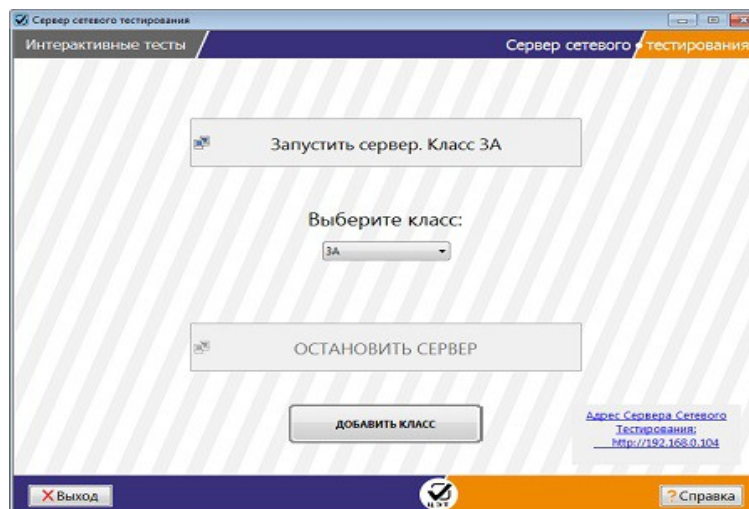 Сервер сетевого тестирования
Интерактивные тесты
Сервер сетевого тестирования
Запустить сервер. Класс 3А
Выберите класс:
3А
ОСТАНОВИТЬ СЕРВЕР
ДОБАВИТЬ КЛАСС
Адрес Сервера Сетевого
Тестирования:
http://192.168.0.104
Выход
ЦЭТ
?Справка